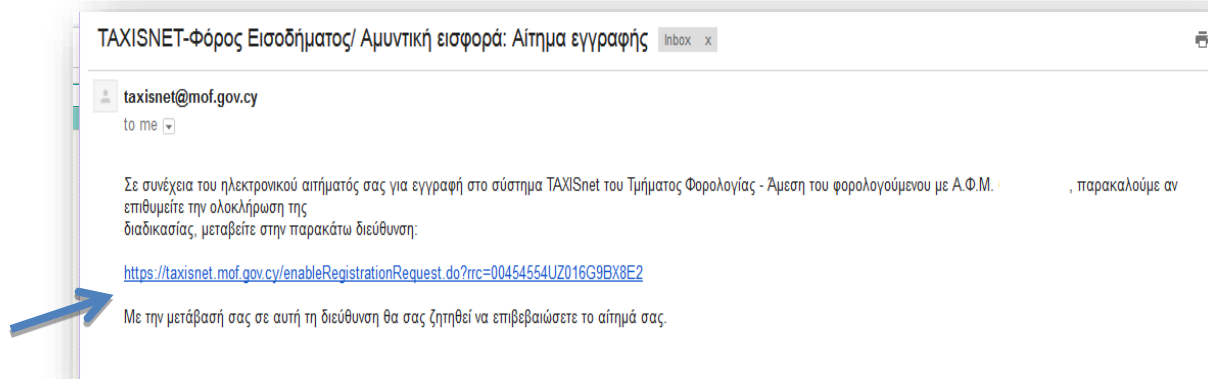 TAXISNET-Φόρος Εισοδήματος/ Αμυντική εισφορά: Αίτημα εγγραφής Inbox x
taxisnet@mof.gov.cy
to me
Σε συνέχεια του ηλεκτρονικού αιτήματός σας για εγγραφή στο σύστημα TAXISnet του Τμήματος Φορολογίας - Άμεση του φορολογούμενου με Α.Φ.Μ. , παρακαλούμε αν
επιθυμείτε την ολοκλήρωση της
διαδικασίας, μεταβείτε στην παρακάτω διεύθυνση:
https://taxisnet.mof.gov.cy/enableRegistrationRequest.do?rrc=00454554UZ016G9BX8E2
Με την μετάβασή σας σε αυτή τη διεύθυνση θα σας ζητηθεί να επιβεβαιώσετε το αίτημά σας.